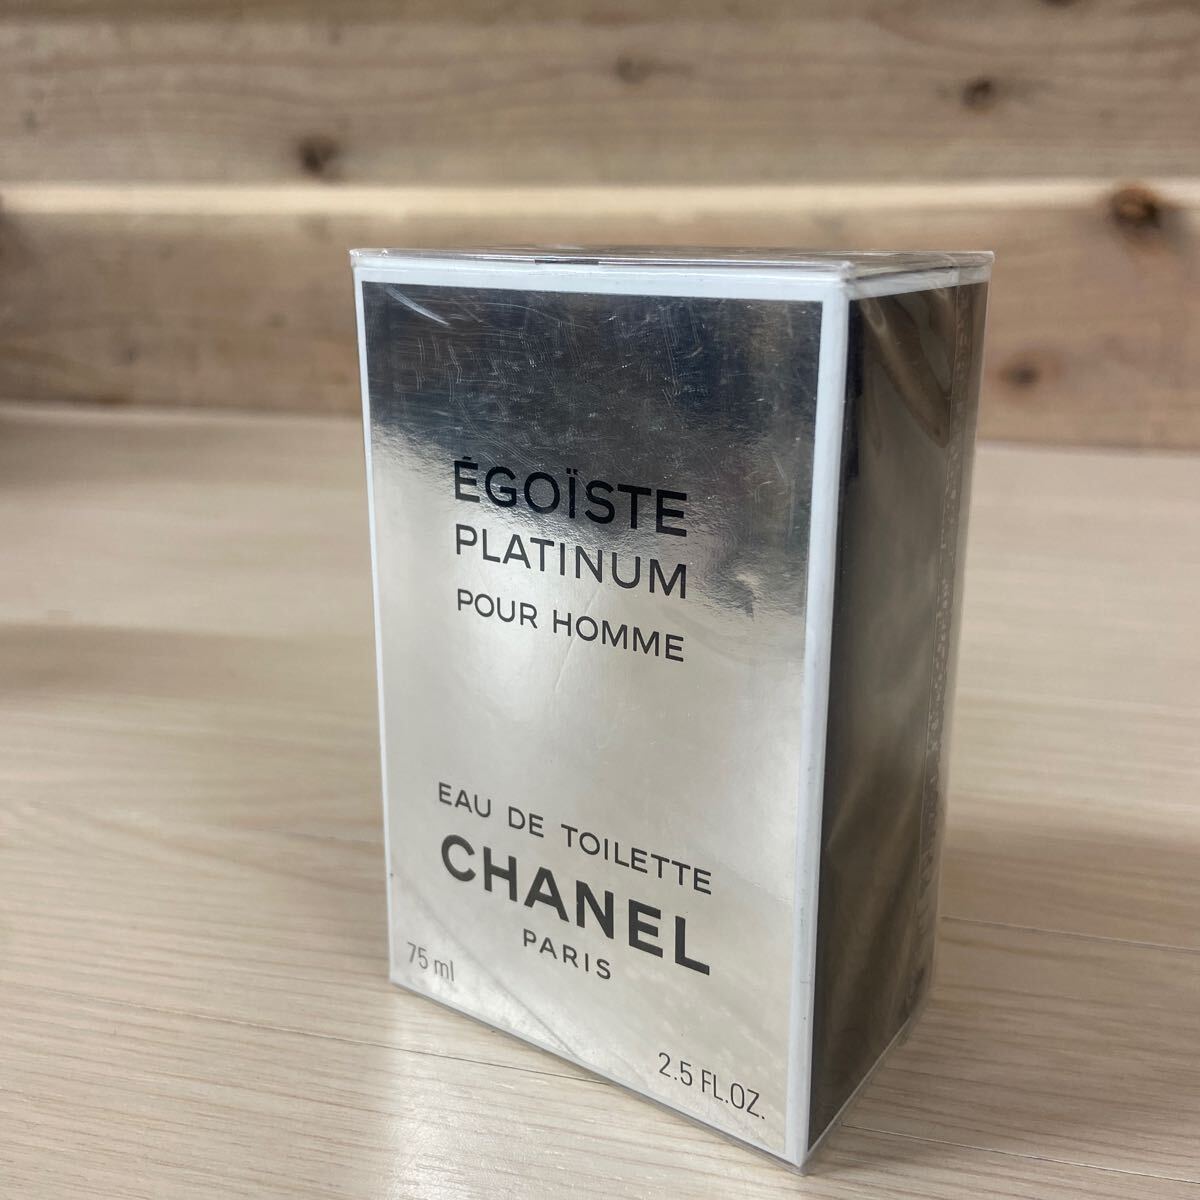 ÉGOÏSTE
PLATINUM
POUR HOMME
EAU DE TOILETTE
CHANEL
PARIS
75 ml
2.5 FL.OZ.